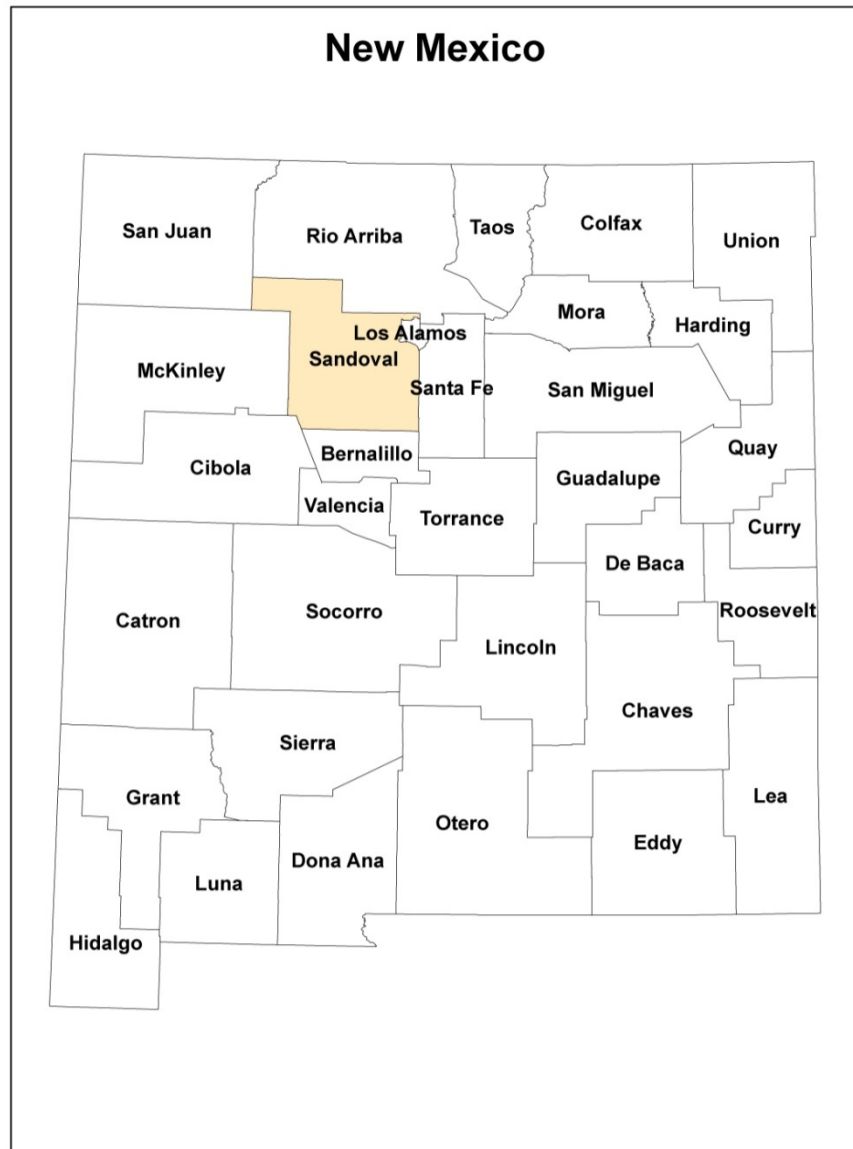 New Mexico
San Juan
Rio Arriba
Taos
Colfax
Union
Mora
Harding
Los Alamos
Sandoval
McKinley
Santa Fe
San Miguel
Quay
Bernalillo
Cibola
Guadalupe
Valencia
Torrance
Curry
De Baca
Roosevelt
Catron
Socorro
Lincoln
Chaves
Sierra
Grant
Lea
Otero
Eddy
Dona Ana
Luna
Hidalgo